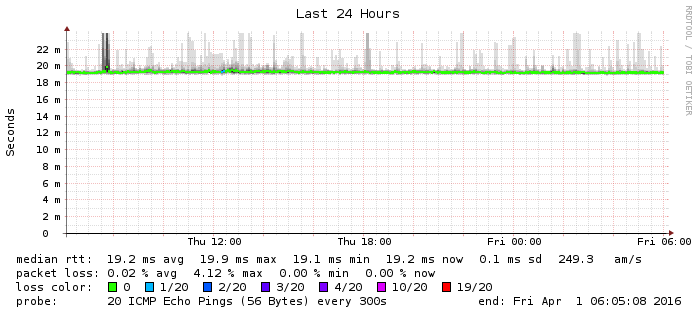 Last 24 Hours
RRDTOOL / TOBI OETIKER
Seconds
22 m
20 m
18 m
16 m
14 m
12 m
10 m
8 m
6 m
4 m
2 m
0
Thu 12:00 Thu 18:00 Fri 00:00 Fri 06:00
median rtt: 19.2 ms avg 19.9 ms max 19.1 ms min 19.2 ms now 0.1 ms sd 249.3 am/s
packet loss: 0.02 % avg 4.12 % max 0.00 % min 0.00 % now
loss color: 0 1/20 2/20 3/20 4/20 10/20 19/20
probe: 20 ICMP Echo Pings (56 Bytes) every 300s end: Fri Apr 1 06:05:08 2016